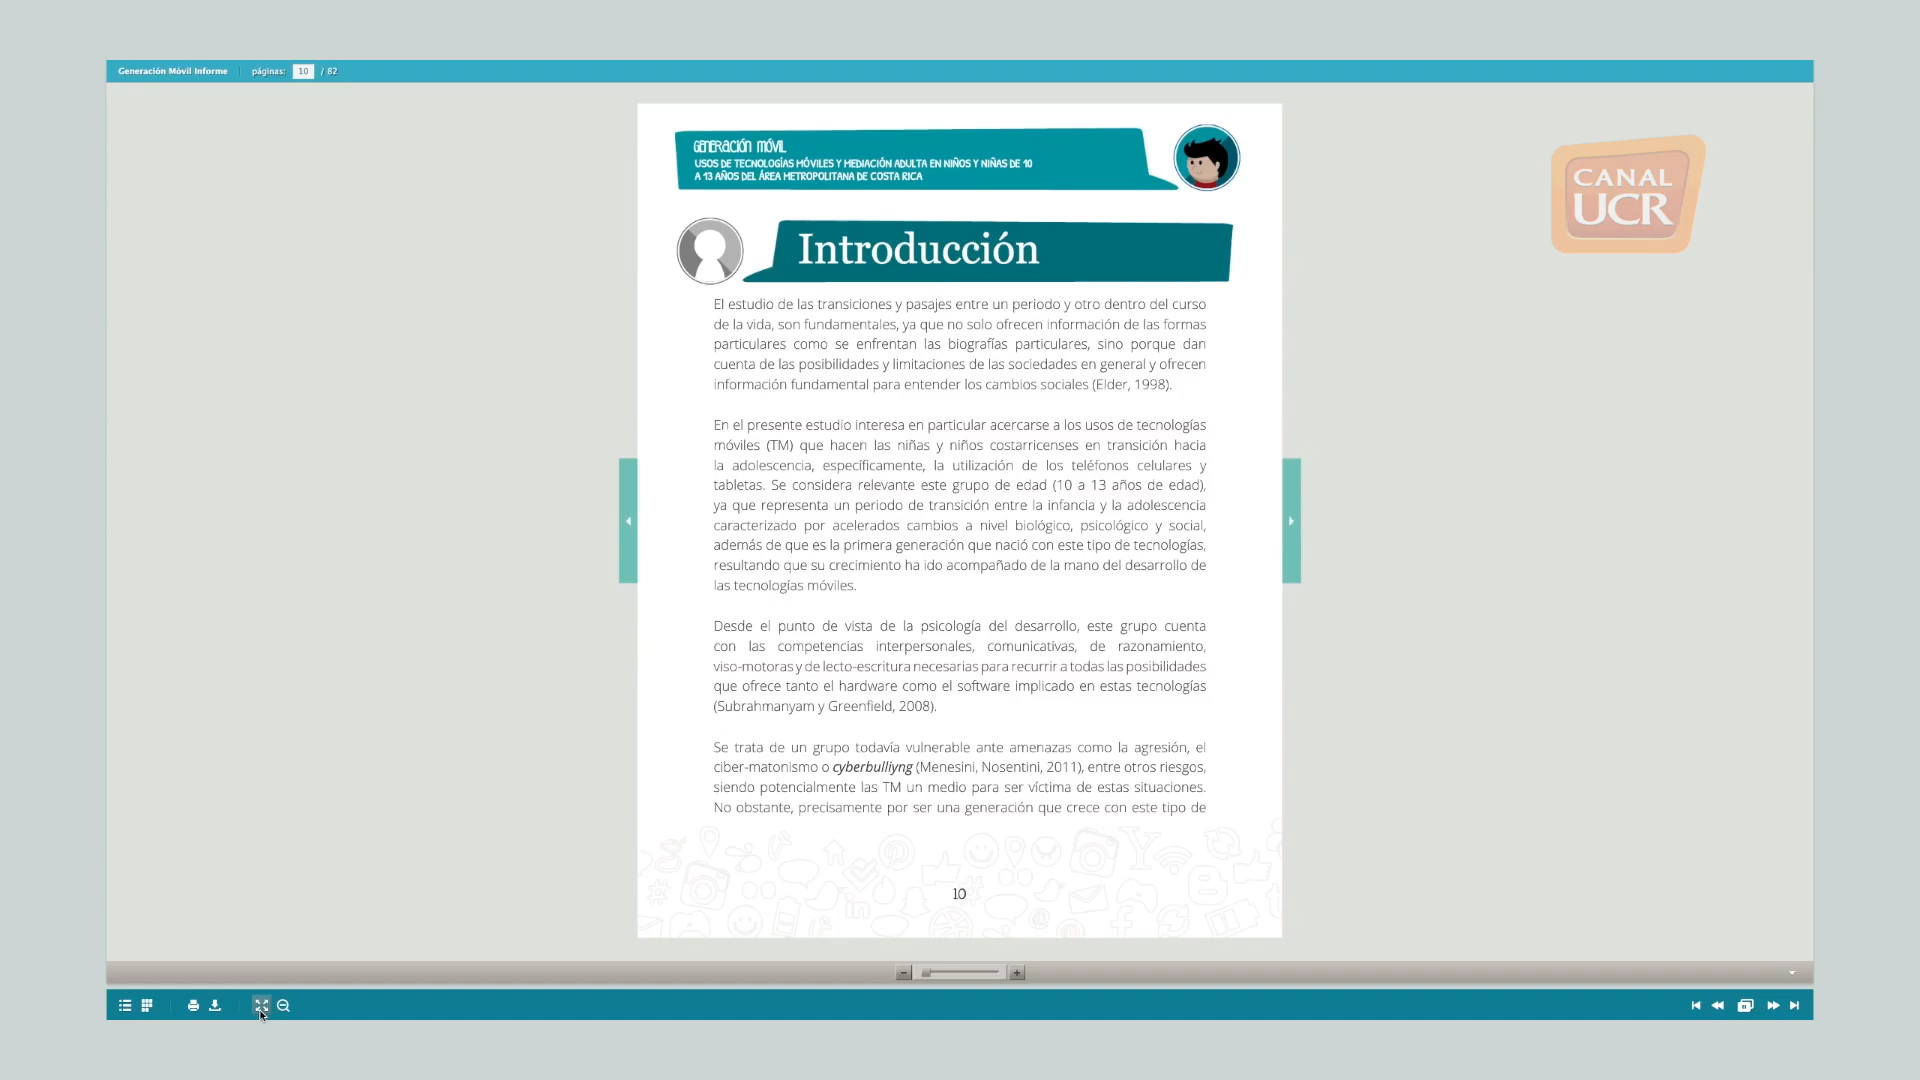 Generación Móvil Informe páginas: 10 / 82
GENERACIÓN MÓVIL
USOS DE TECNOLOGÍAS MÓVILES Y MEDIACIÓN ADULTA EN NIÑOS Y NIÑAS DE 10
A 13 AÑOS DEL ÁREA METROPOLITANA DE COSTA RICA
CANAL
UCR
Introducción
El estudio de las transiciones y pasajes entre un periodo y otro dentro del curso
de la vida, son fundamentales, ya que no solo ofrecen información de las formas
particulares como se enfrentan las biografías particulares, sino porque dan
cuenta de las posibilidades y limitaciones de las sociedades en general y ofrecen
información fundamental para entender los cambios sociales (Elder, 1998).
En el presente estudio interesa en particular acercarse a los usos de tecnologías
móviles (TM) que hacen las niñas y niños costarricenses en transición hacia
la adolescencia, específicamente, la utilización de los teléfonos celulares y
tabletas. Se considera relevante este grupo de edad (10 a 13 años de edad),
ya que representa un periodo de transición entre la infancia y la adolescencia
caracterizado por acelerados cambios a nivel biológico, psicológico y social,
además de que es la primera generación que nació con este tipo de tecnologías,
resultando que su crecimiento ha ido acompañado de la mano del desarrollo de
las tecnologías móviles.
Desde el punto de vista de la psicología del desarrollo, este grupo cuenta
con las competencias interpersonales, comunicativas, de razonamiento,
viso-motoras y de lecto-escritura necesarias para recurrir a todas las posibilidades
que ofrece tanto el hardware como el software implicado en estas tecnologías
(Subrahmanyam y Greenfield, 2008).
Se trata de un grupo todavía vulnerable ante amenazas como la agresión, el
ciber-matonismo o cyberbulliyng (Menesini, Nosentini, 2011), entre otros riesgos,
siendo potencialmente las TM un medio para ser víctima de estas situaciones.
No obstante, precisamente por ser una generación que crece con este tipo de
10